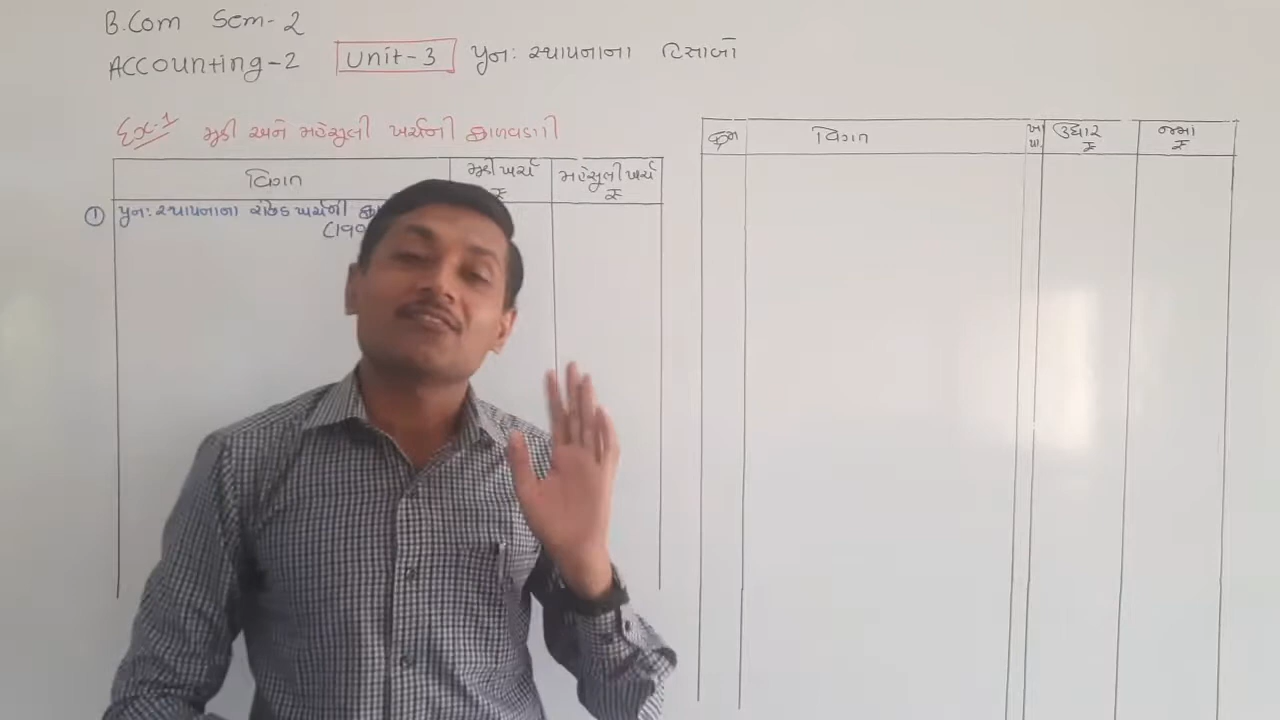 B.Com Sem-2
Accounting-2 Unit-3 પુનઃ સ્થાપનાના હિસાબો
Ex-1 મૂડી અને મહેસુલી ખર્ચની ફાળવણી
વિગત મૂડી ખર્ચ રૂ મહેસુલી ખર્ચ રૂ
① પુનઃ સ્થાપનાના રોકડ ખર્ચની
ક્રમ વિગત ખા. પા. ઉધાર રૂ જમા રૂ